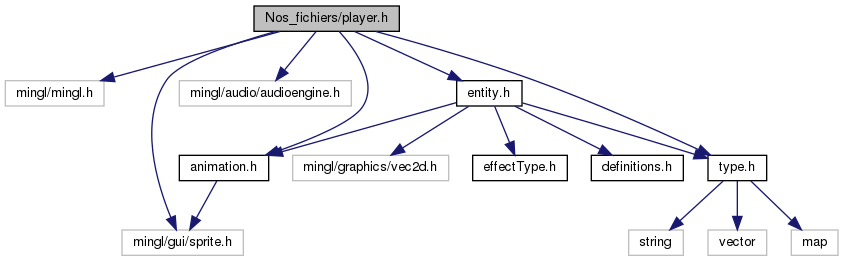 Nos_fichiers/player.h
mingl/mingl.h
mingl/audio/audioengine.h
entity.h
animation.h
mingl/graphics/vec2d.h
effectType.h
definitions.h
type.h
mingl/gui/sprite.h
string
vector
map